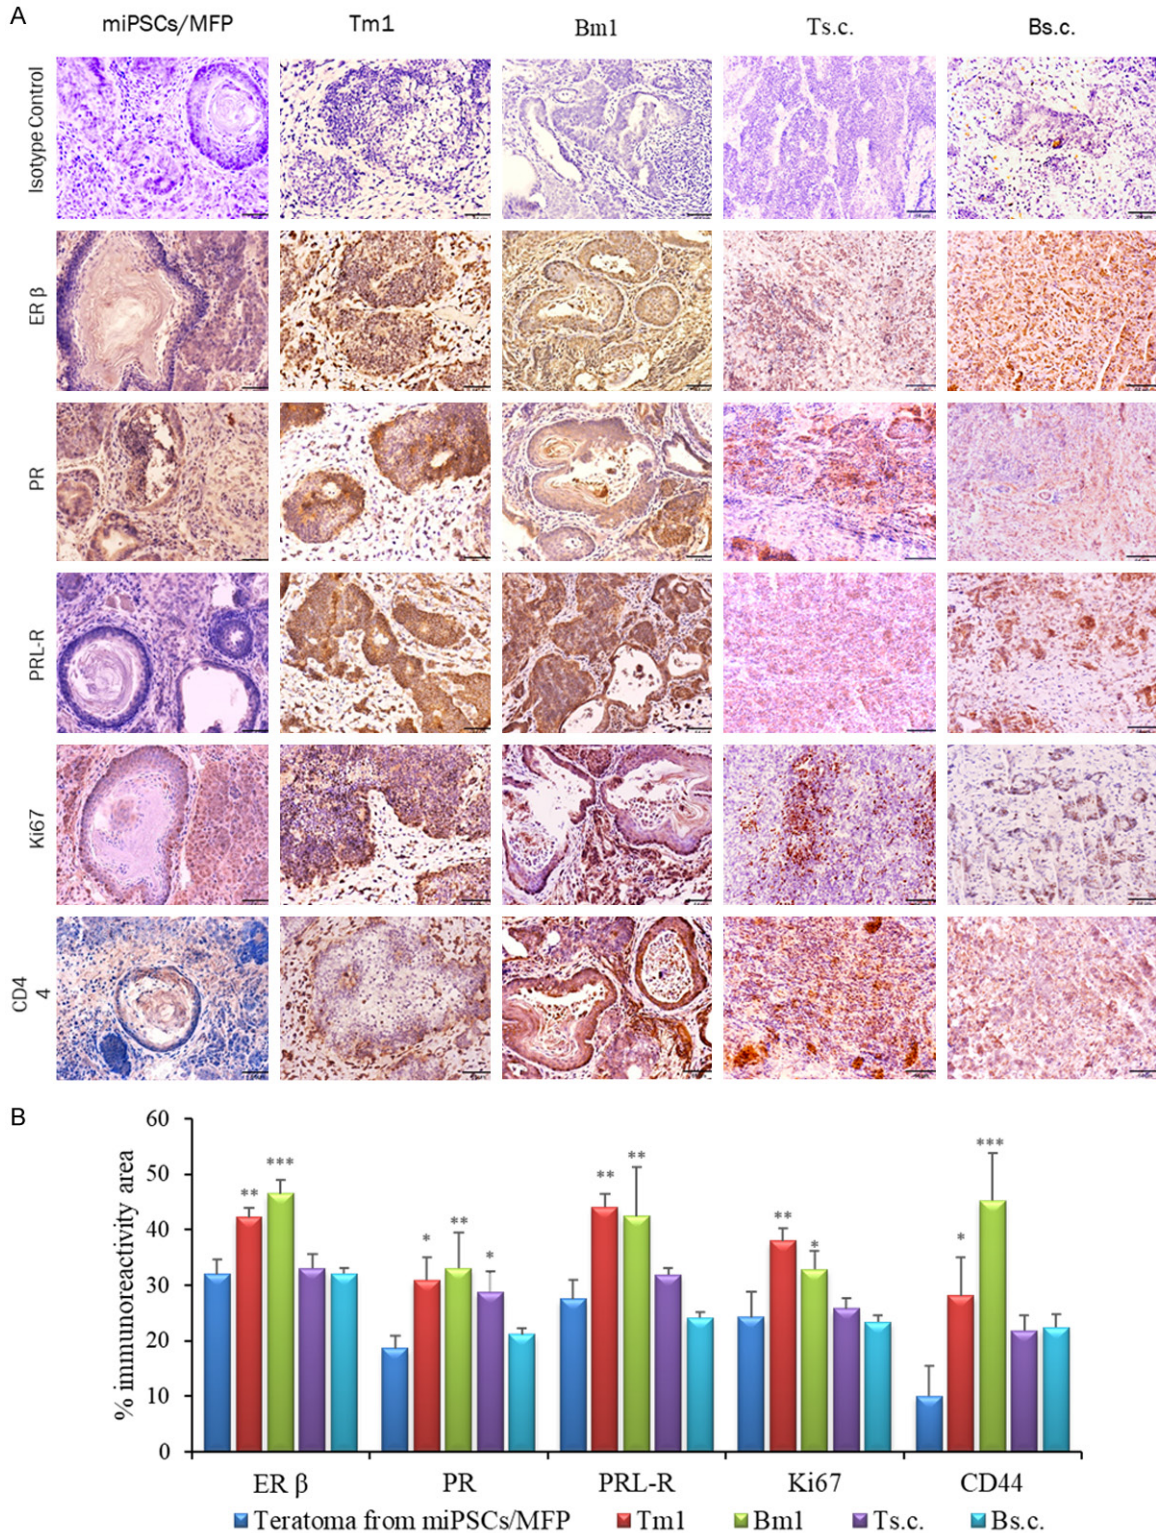 A
miPSCs/MFP Tm1 Bm1 Ts.c. Bs.c.
Isotype Control
ER β
PR
PRL-R
Ki67
CD4
4
B
% immunoreactivity area
60
50
40
30
20
10
0
** ***
* ** *
** **
** *
* ***
ER β PR PRL-R Ki67 CD44
Teratoma from miPSCs/MFP Tm1 Bm1 Ts.c. Bs.c.